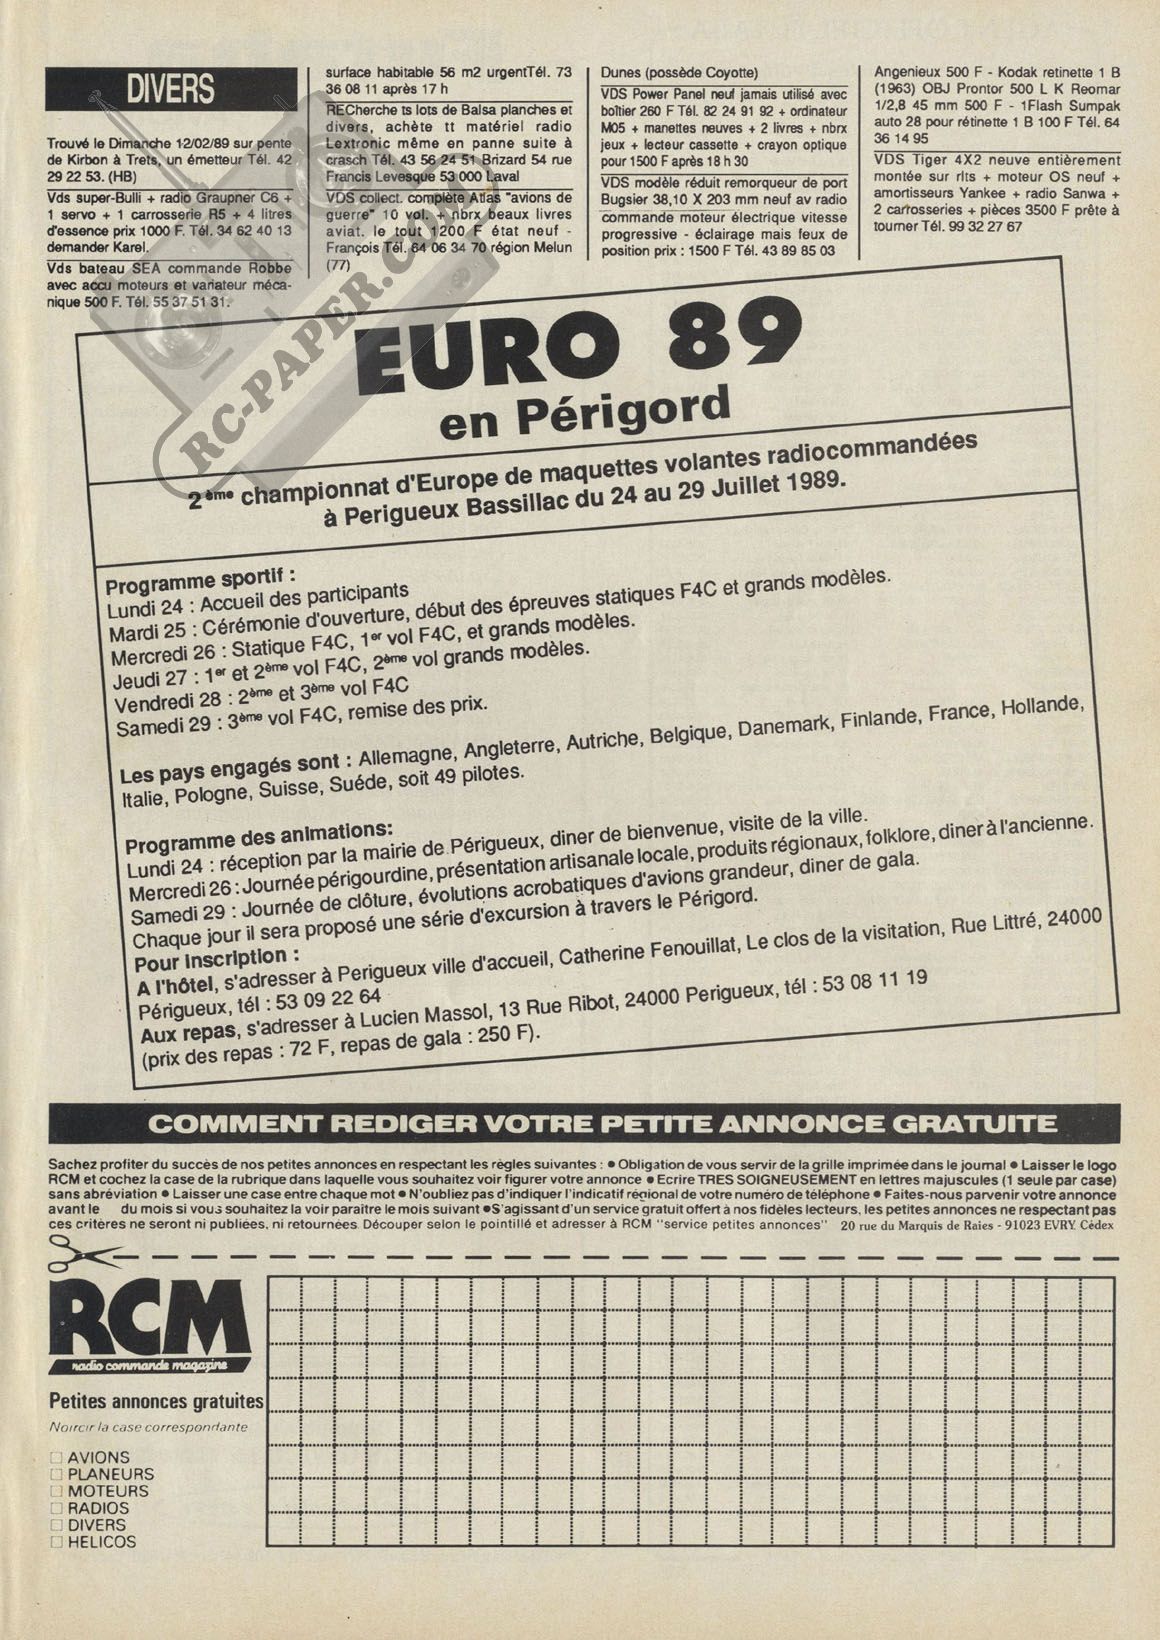 DIVERS
Trouvé le Dimanche 12/02/89 sur pente
de Kirbon à Trets, un émetteur Tél. 42
29 22 53. (HB)
Vds super-Bulli + radio Graupner C6 +
1 servo + 1 carrosserie R5 + 4 litres
d'essence prix 1000 F. Tél. 34 62 40 13
demander Karel.
Vds bateau SEA commande Robbe
avec accu moteurs et variateur méca-
nique 500 F. Tél. 55 37 51 31.
surface habitable 56 m2 urgentTél. 73
36 08 11 après 17 h
RECherche ts lots de Balsa planches et
divers, achète tt matériel radio
Lextronic même en panne suite à
crasch Tél. 43 56 24 51 Brizard 54 rue
Francis Levesque 53 000 Laval
VDS collect. complète Atlas "avions de
guerre" 10 vol. + nbrx beaux livres
aviat. le tout 1200 F état neuf -
François Tél. 64 06 34 70 région Melun
(77)
Dunes (possède Coyotte)
VDS Power Panel neuf jamais utilisé avec
boîtier 260 F Tél. 82 24 91 92 + ordinateur
MO5 + manettes neuves + 2 livres + nbrx
jeux + lecteur cassette + crayon optique
pour 1500 F après 18 h 30
VDS modèle réduit remorqueur de port
Bugsier 38,10 X 203 mm neuf av radio
commande moteur électrique vitesse
progressive - éclairage mais feux de
position prix : 1500 F Tél. 43 89 85 03
Angenieux 500 F - Kodak retinette 1 B
(1963) OBJ Prontor 500 L K Reomar
1/2,8 45 mm 500 F - 1Flash Sumpak
auto 28 pour rétinette 1 B 100 F Tél. 64
36 14 95
VDS Tiger 4X2 neuve entièrement
montée sur rlts + moteur OS neuf +
amortisseurs Yankee + radio Sanwa +
2 carrosseries + pièces 3500 F prête à
tourner Tél. 99 32 27 67
RC-PAPER.COM
EURO 89
en Périgord
2ème championnat d'Europe de maquettes volantes radiocommandées
à Perigueux Bassillac du 24 au 29 Juillet 1989.
Programme sportif :
Lundi 24 : Accueil des participants
Mardi 25 : Cérémonie d'ouverture, début des épreuves statiques F4C et grands modèles.
Mercredi 26 : Statique F4C, 1er vol F4C, et grands modèles.
Jeudi 27 : 1er et 2ème vol F4C, 2ème vol grands modèles.
Vendredi 28 : 2ème et 3ème vol F4C
Samedi 29 : 3ème vol F4C, remise des prix.
Les pays engagés sont : Allemagne, Angleterre, Autriche, Belgique, Danemark, Finlande, France, Hollande,
Italie, Pologne, Suisse, Suéde, soit 49 pilotes.
Programme des animations:
Lundi 24 : réception par la mairie de Périgueux, diner de bienvenue, visite de la ville.
Mercredi 26 : Journée périgourdine, présentation artisanale locale, produits régionaux, folklore, diner à l'ancienne.
Samedi 29 : Journée de clôture, évolutions acrobatiques d'avions grandeur, diner de gala.
Chaque jour il sera proposé une série d'excursion à travers le Périgord.
Pour Inscription :
A l'hôtel, s'adresser à Perigueux ville d'accueil, Catherine Fenouillat, Le clos de la visitation, Rue Littré, 24000
Périgueux, tél : 53 09 22 64
Aux repas, s'adresser à Lucien Massol, 13 Rue Ribot, 24000 Perigueux, tél : 53 08 11 19
(prix des repas : 72 F, repas de gala : 250 F).
COMMENT REDIGER VOTRE PETITE ANNONCE GRATUITE
Sachez profiter du succès de nos petites annonces en respectant les règles suivantes : ● Obligation de vous servir de la grille imprimée dans le journal ● Laisser le logo
RCM et cochez la case de la rubrique dans laquelle vous souhaitez voir figurer votre annonce ● Ecrire TRES SOIGNEUSEMENT en lettres majuscules (1 seule par case)
sans abréviation ● Laisser une case entre chaque mot ● N'oubliez pas d'indiquer l'indicatif régional de votre numéro de téléphone ● Faites-nous parvenir votre annonce
avant le du mois si vous souhaitez la voir paraitre le mois suivant ●S'agissant d'un service gratuit offert à nos fidèles lecteurs, les petites annonces ne respectant pas
ces critères ne seront ni publiées, ni retournées. Découper selon le pointillé et adresser à RCM "service petites annonces" 20 rue du Marquis de Raies - 91023 EVRY. Cédex
RCM
radio commande magazine
Petites annonces gratuites
Noircir la case correspondante
AVIONS
PLANEURS
MOTEURS
RADIOS
DIVERS
HELICOS